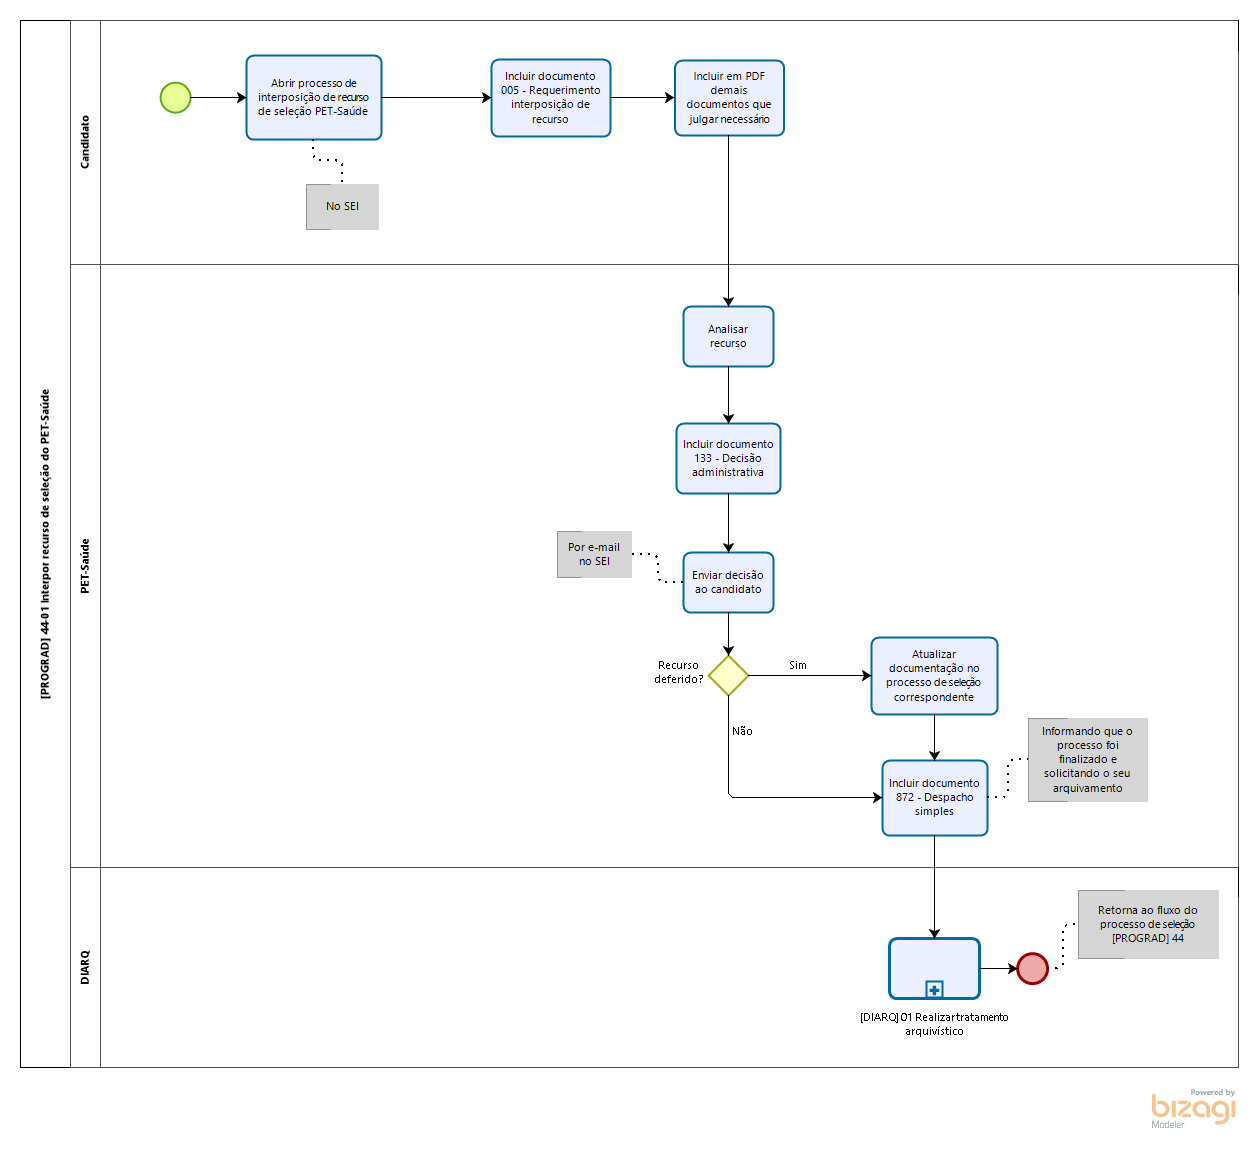 [PROGRAD] 44-01 Interpor recurso de seleção do PET-Saúde
Candidato
Abrir processo de
interposição de recurso
de seleção PET-Saúde
No SEI
Incluir documento
005 - Requerimento
interposição de
recurso
Incluir em PDF
demais
documentos que
julgar necessário
PET-Saúde
Analisar
recurso
Incluir documento
133 - Decisão
administrativa
Por e-mail
no SEI
Enviar decisão
ao candidato
Recurso
deferido?
Sim
Não
Atualizar
documentação no
processo de seleção
correspondente
Incluir documento
872 - Despacho
simples
Informando que o
processo foi
finalizado e
solicitando o seu
arquivamento
DIARQ
[DIARQ] 01 Realizar tratamento
arquivístico
Retorna ao fluxo do
processo de seleção
[PROGRAD] 44
Powered by
bizagi
Modeler